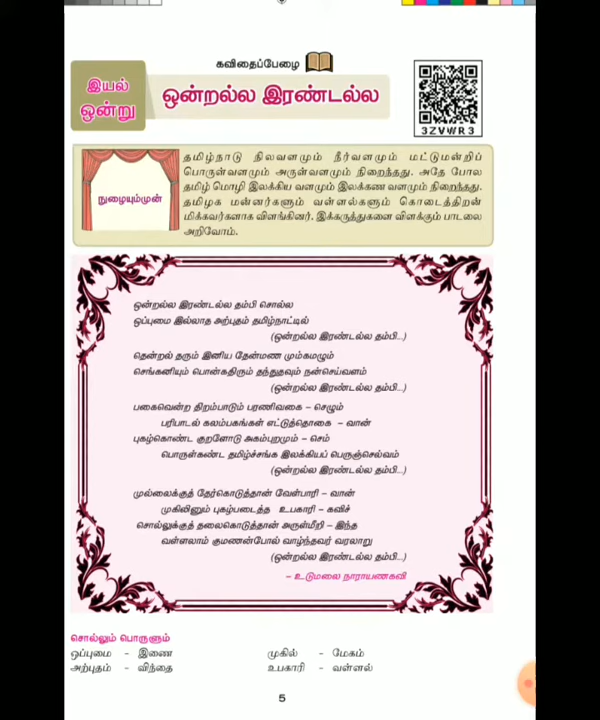 கவிதைப்பேழை
இயல்
ஒன்று
ஒன்றல்ல இரண்டல்ல
3ZVWR3
நுழையும்முன்
தமிழ்நாடு நிலவளமும் நீர்வளமும் மட்டுமன்றிப்
பொருள்வளமும் அருள்வளமும் நிறைந்தது. அதே போல
தமிழ் மொழி இலக்கிய வளமும் இலக்கண வளமும் நிறைந்தது.
தமிழக மன்னர்களும் வள்ளல்களும் கொடைத்திறன்
மிக்கவர்களாக விளங்கினர். இக்கருத்துகளை விளக்கும் பாடலை
அறிவோம்.
ஒன்றல்ல இரண்டல்ல தம்பி சொல்ல
ஒப்புமை இல்லாத அற்புதம் தமிழ்நாட்டில்
(ஒன்றல்ல இரண்டல்ல தம்பி...)
தென்றல் தரும் இனிய தேன்மண மும்கமழும்
செங்கனியும் பொன்கதிரும் தந்துதவும் நன்செய்வளம்
(ஒன்றல்ல இரண்டல்ல தம்பி...)
பகைவென்ற திறம்பாடும் பரணிவகை – செழும்
பரிபாடல் கலம்பகங்கள் எட்டுத்தொகை – வான்
புகழ்கொண்ட குறளோடு அகம்புறமும் – செம்
பொருள்கண்ட தமிழ்ச்சங்க இலக்கியப் பெருஞ்செல்வம்
(ஒன்றல்ல இரண்டல்ல தம்பி...)
முல்லைக்குத் தேர்கொடுத்தான் வேள்பாரி – வான்
முகிலினும் புகழ்படைத்த உபகாரி – கவிச்
சொல்லுக்குத் தலைகொடுத்தான் அருள்மீறி – இந்த
வள்ளலாம் குமணன்போல் வாழ்ந்தவர் வரலாறு
(ஒன்றல்ல இரண்டல்ல தம்பி...)
– உடுமலை நாராயணகவி
சொல்லும் பொருளும்
ஒப்புமை – இணை முகில் – மேகம்
அற்புதம் – விந்தை உபகாரி – வள்ளல்
5